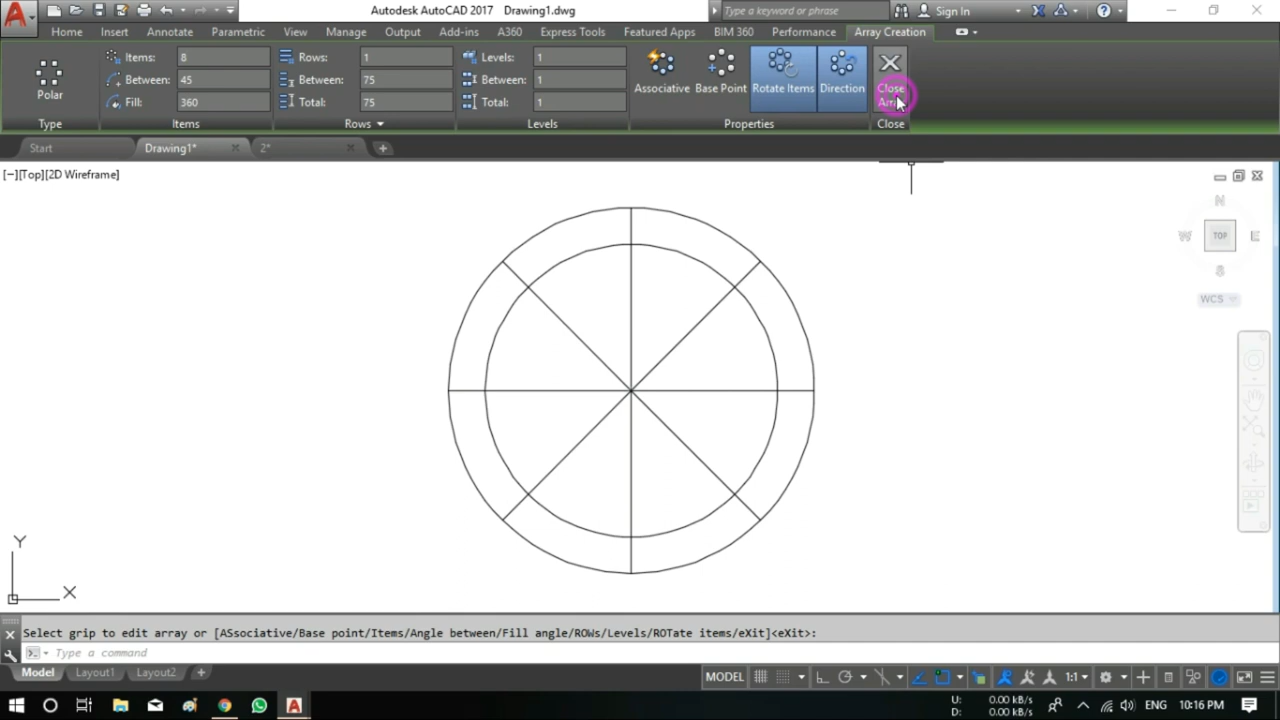 Autodesk AutoCAD 2017 Drawing1.dwg
Type a keyword or phrase
Sign In
Home Insert Annotate Parametric View Manage Output Add-ins A360 Express Tools Featured Apps BIM 360 Performance Array Creation
Items: 8 Rows: 1 Levels: 1
Between: 45 Between: 75 Between: 1
Fill: 360 Total: 75 Total: 1
Polar
Associative Base Point Rotate Items Direction Close
Type Items Rows Levels Properties Close
Start Drawing1* 2*
[−][Top][2D Wireframe]
N
W TOP E
S
WCS
Y
X
Select grip to edit array or [ASsociative/Base point/Items/Angle between/Fill angle/ROWs/Levels/ROTate items/eXit]<eXit>:
Type a command
Model Layout1 Layout2 +
MODEL 1:1
U: 0.00 kB/s
D: 0.00 kB/s
ENG 10:16 PM